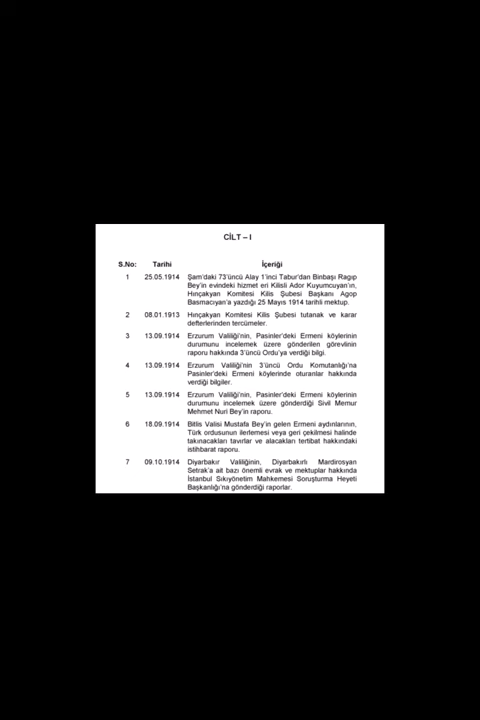 CİLT – I
S.No: Tarihi İçeriği
1 25.05.1914 Şam'daki 73'üncü Alay 1'inci Tabur'dan Binbaşı Ragıp
Bey'in evindeki hizmet eri Kilisli Ador Kuyumcuyan'ın,
Hınçakyan Komitesi Kilis Şubesi Başkanı Agop
Basmacıyan'a yazdığı 25 Mayıs 1914 tarihli mektup.
2 08.01.1913 Hınçakyan Komitesi Kilis Şubesi tutanak ve karar
defterlerinden tercümeler.
3 13.09.1914 Erzurum Valiliği'nin, Pasinler'deki Ermeni köylerinin
durumunu incelemek üzere gönderilen görevlinin
raporu hakkında 3'üncü Ordu'ya verdiği bilgi.
4 13.09.1914 Erzurum Valiliği'nin 3'üncü Ordu Komutanlığı'na
Pasinler'deki Ermeni köylerinde oturanlar hakkında
verdiği bilgiler.
5 13.09.1914 Erzurum Valiliği'nin, Pasinler'deki Ermeni köylerinin
durumunu incelemek üzere gönderdiği Sivil Memur
Mehmet Nuri Bey'in raporu.
6 18.09.1914 Bitlis Valisi Mustafa Bey'in gelen Ermeni aydınlarının,
Türk ordusunun ilerlemesi veya geri çekilmesi halinde
takınacakları tavırlar ve alacakları tertibat hakkındaki
istihbarat raporu.
7 09.10.1914 Diyarbakır Valiliğinin, Diyarbakırlı Mardirosyan
Setrak'a ait bazı önemli evrak ve mektuplar hakkında
İstanbul Sıkıyönetim Mahkemesi Soruşturma Heyeti
Başkanlığı'na gönderdiği raporlar.